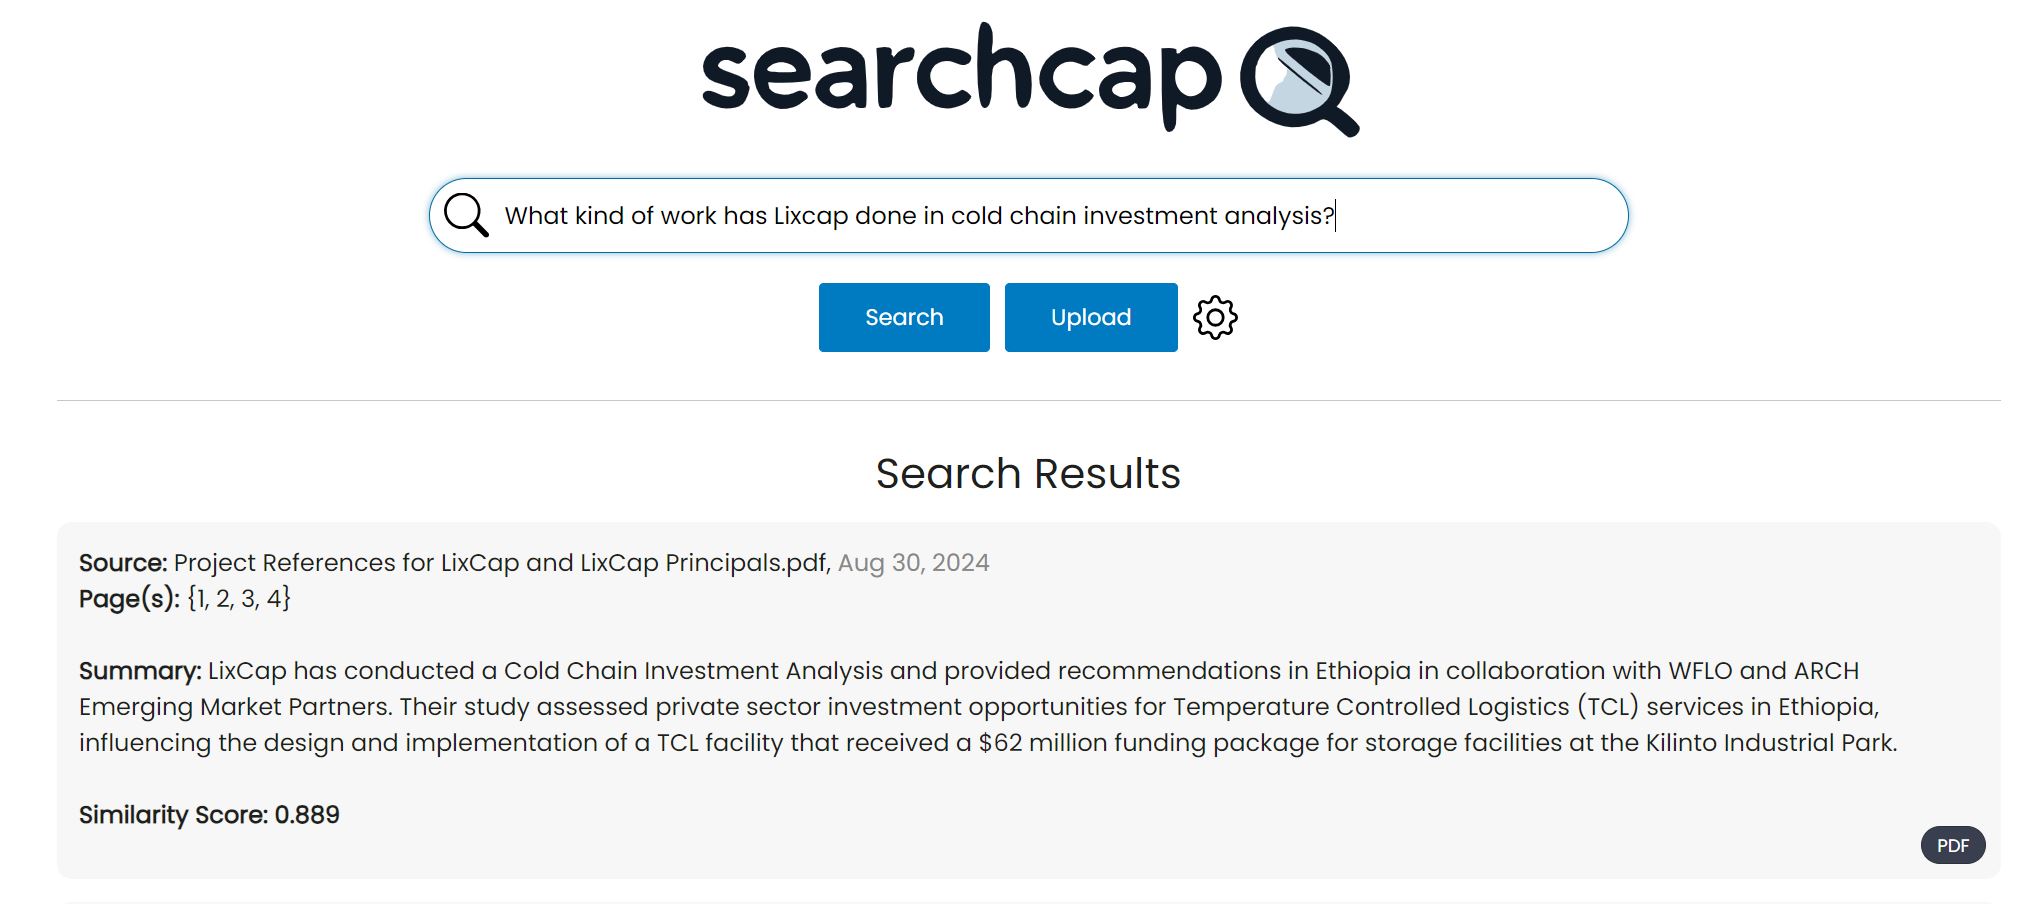 searchcap
What kind of work has Lixcap done in cold chain investment analysis?
Search
Upload
Search Results
Source: Project References for LixCap and LixCap Principals.pdf, Aug 30, 2024
Page(s): {1, 2, 3, 4}
Summary: LixCap has conducted a Cold Chain Investment Analysis and provided recommendations in Ethiopia in collaboration with WFLO and ARCH
Emerging Market Partners. Their study assessed private sector investment opportunities for Temperature Controlled Logistics (TCL) services in Ethiopia,
influencing the design and implementation of a TCL facility that received a $62 million funding package for storage facilities at the Kilinto Industrial Park.
Similarity Score: 0.889
PDF